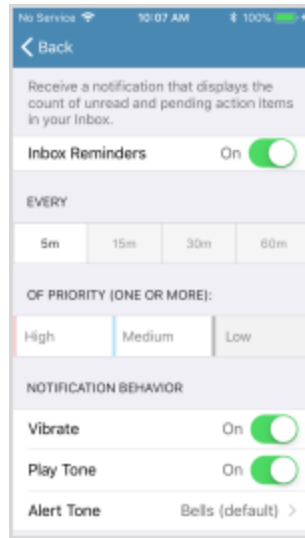 No Service 10:07 AM 100%
Back
Receive a notification that displays the
count of unread and pending action items
in your Inbox.
Inbox Reminders On
EVERY
5m 15m 30m 60m
OF PRIORITY (ONE OR MORE):
High Medium Low
NOTIFICATION BEHAVIOR
Vibrate On
Play Tone On
Alert Tone Bells (default)